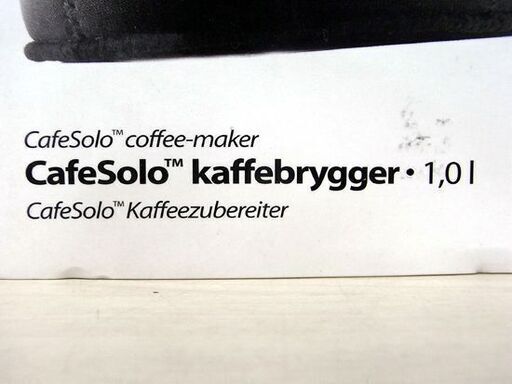 CafeSolo™ coffee-maker
CafeSolo™ kaffebrygger • 1,0 l
CafeSolo™ Kaffeezubereiter